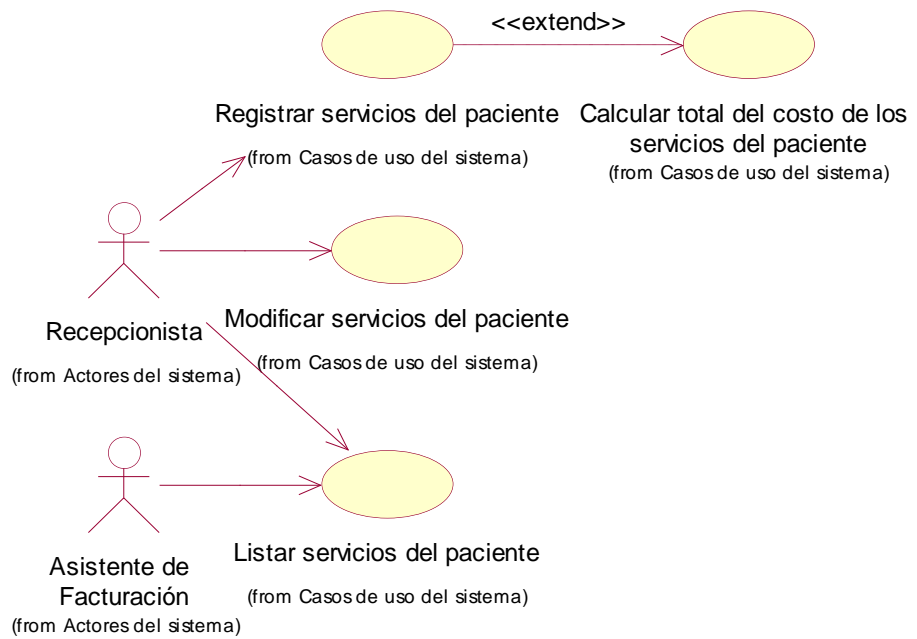 <<extend>>
Registrar servicios del paciente
(from Casos de uso del sistema)
Calcular total del costo de los
servicios del paciente
(from Casos de uso del sistema)
Recepcionista
(from Actores del sistema)
Modificar servicios del paciente
(from Casos de uso del sistema)
Asistente de
Facturación
(from Actores del sistema)
Listar servicios del paciente
(from Casos de uso del sistema)